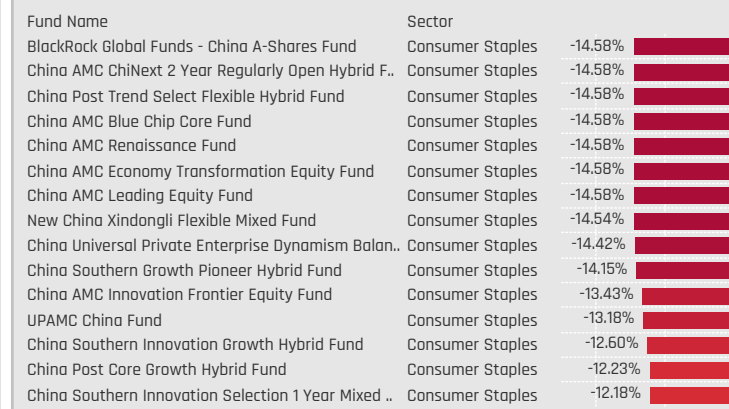 Fund Name Sector
BlackRock Global Funds - China A-Shares Fund Consumer Staples -14.58%
China AMC ChiNext 2 Year Regularly Open Hybrid F.. Consumer Staples -14.58%
China Post Trend Select Flexible Hybrid Fund Consumer Staples -14.58%
China AMC Blue Chip Core Fund Consumer Staples -14.58%
China AMC Renaissance Fund Consumer Staples -14.58%
China AMC Economy Transformation Equity Fund Consumer Staples -14.58%
China AMC Leading Equity Fund Consumer Staples -14.58%
New China Xindongli Flexible Mixed Fund Consumer Staples -14.54%
China Universal Private Enterprise Dynamism Balan.. Consumer Staples -14.42%
China Southern Growth Pioneer Hybrid Fund Consumer Staples -14.15%
China AMC Innovation Frontier Equity Fund Consumer Staples -13.43%
UPAMC China Fund Consumer Staples -13.18%
China Southern Innovation Growth Hybrid Fund Consumer Staples -12.60%
China Post Core Growth Hybrid Fund Consumer Staples -12.23%
China Southern Innovation Selection 1 Year Mixed .. Consumer Staples -12.18%